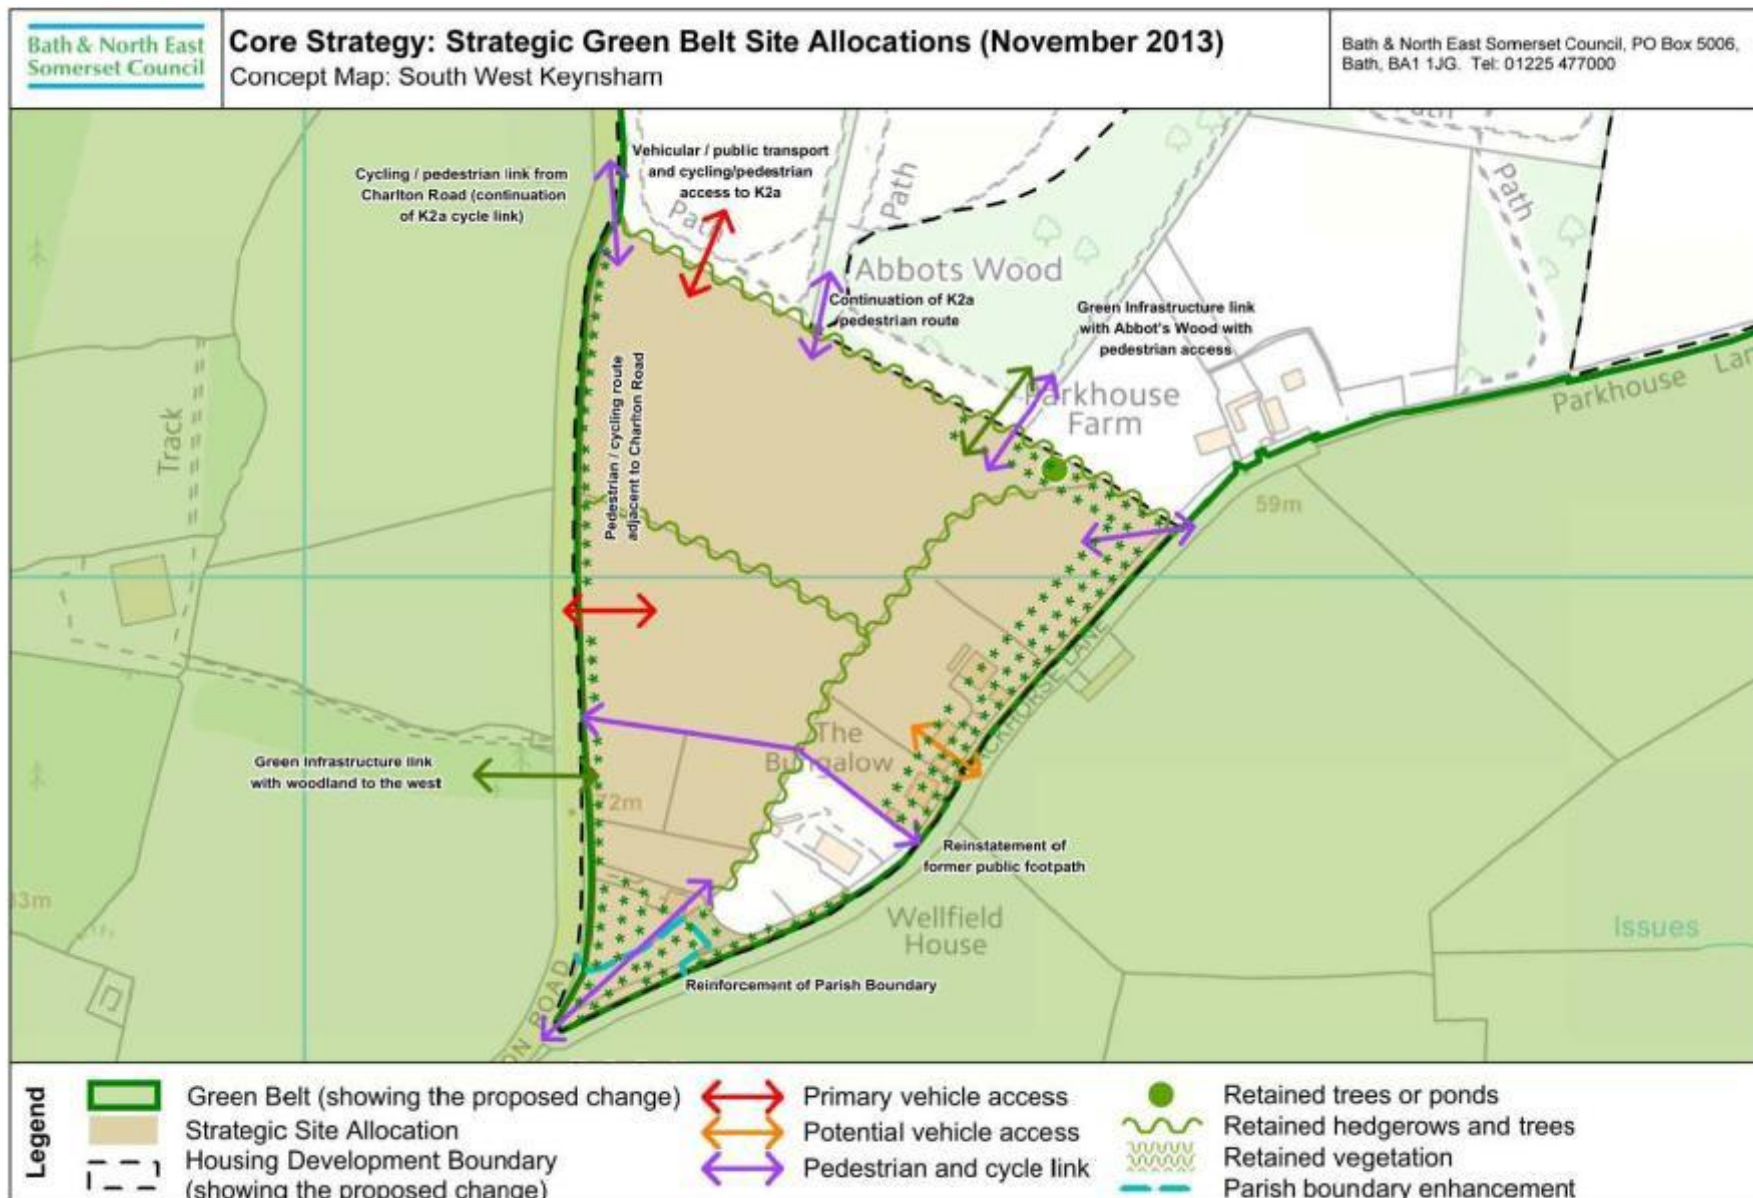 Bath & North East
Somerset Council
Core Strategy: Strategic Green Belt Site Allocations (November 2013)
Concept Map: South West Keynsham
Bath & North East Somerset Council, PO Box 5006,
Bath, BA1 1JG.  Tel: 01225 477000
Vehicular / public transport
and cycling/pedestrian
access to K2a
Cycling / pedestrian link from
Charlton Road (continuation
of K2a cycle link)
Path
Path
Path
Abbots Wood
Continuation of K2a
pedestrian route
Green Infrastructure link
with Abbot's Wood with
pedestrian access
Parkhouse
Farm
Parkhouse
Track
Pedestrian / cycling route
adjacent to Charlton Road
59m
The
Bungalow
Green Infrastructure link
with woodland to the west
72m
Reinstatement of
former public footpath
Wellfield
House
Issues
Reinforcement of Parish Boundary
ROAD
LANE
Legend
Green Belt (showing the proposed change)
Strategic Site Allocation
Housing Development Boundary
(showing the proposed change)
Primary vehicle access
Potential vehicle access
Pedestrian and cycle link
Retained trees or ponds
Retained hedgerows and trees
Retained vegetation
Parish boundary enhancement